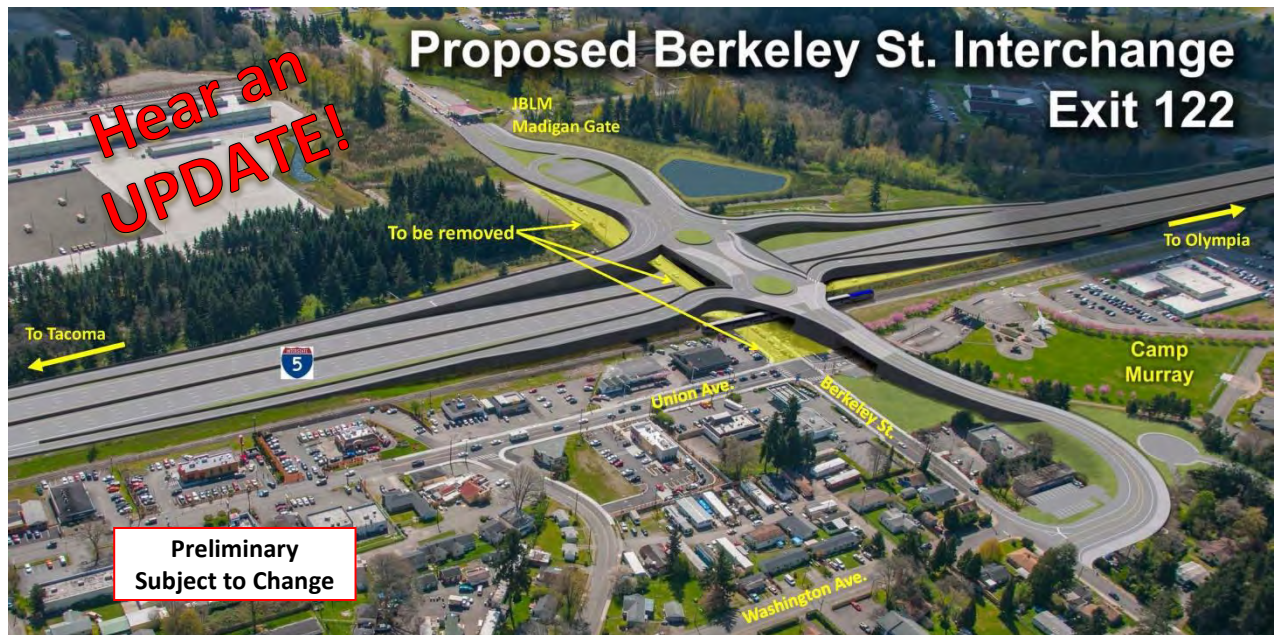 Proposed Berkeley St. Interchange
Exit 122
Hear an
UPDATE!
JBLM
Madigan Gate
To be removed
To Olympia
To Tacoma
5
Camp
Murray
Union Ave.
Berkeley St.
Washington Ave.
Preliminary
Subject to Change